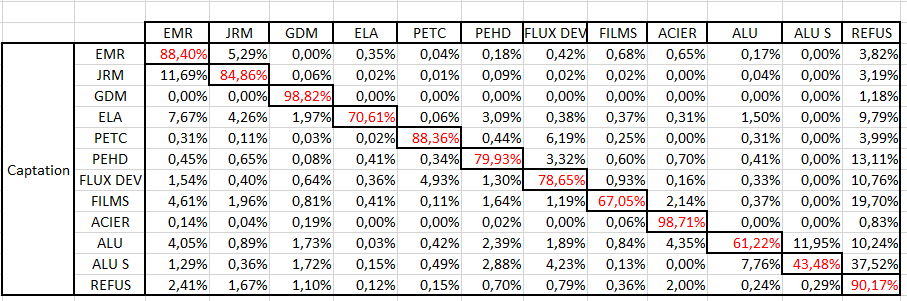 EMR JRM GDM ELA PETC PEHD FLUX DEV FILMS ACIER ALU ALU S REFUS
EMR 88,40% 5,29% 0,00% 0,35% 0,04% 0,18% 0,42% 0,68% 0,65% 0,17% 0,00% 3,82%
JRM 11,69% 84,86% 0,06% 0,02% 0,01% 0,09% 0,02% 0,02% 0,00% 0,04% 0,00% 3,19%
GDM 0,00% 0,00% 98,82% 0,00% 0,00% 0,00% 0,00% 0,00% 0,00% 0,00% 0,00% 1,18%
ELA 7,67% 4,26% 1,97% 70,61% 0,06% 3,09% 0,38% 0,37% 0,31% 1,50% 0,00% 9,79%
PETC 0,31% 0,11% 0,03% 0,02% 88,36% 0,44% 6,19% 0,25% 0,00% 0,31% 0,00% 3,99%
Captation PEHD 0,45% 0,65% 0,08% 0,41% 0,34% 79,93% 3,32% 0,60% 0,70% 0,41% 0,00% 13,11%
FLUX DEV 1,54% 0,40% 0,64% 0,36% 4,93% 1,30% 78,65% 0,93% 0,16% 0,33% 0,00% 10,76%
FILMS 4,61% 1,96% 0,81% 0,41% 0,11% 1,64% 1,19% 67,05% 2,14% 0,37% 0,00% 19,70%
ACIER 0,14% 0,04% 0,19% 0,00% 0,00% 0,02% 0,00% 0,06% 98,71% 0,00% 0,00% 0,83%
ALU 4,05% 0,89% 1,73% 0,03% 0,42% 2,39% 1,89% 0,84% 4,35% 61,22% 11,95% 10,24%
ALU S 1,29% 0,36% 1,72% 0,15% 0,49% 2,88% 4,23% 0,13% 0,00% 7,76% 43,48% 37,52%
REFUS 2,41% 1,67% 1,10% 0,12% 0,15% 0,70% 0,79% 0,36% 2,00% 0,24% 0,29% 90,17%